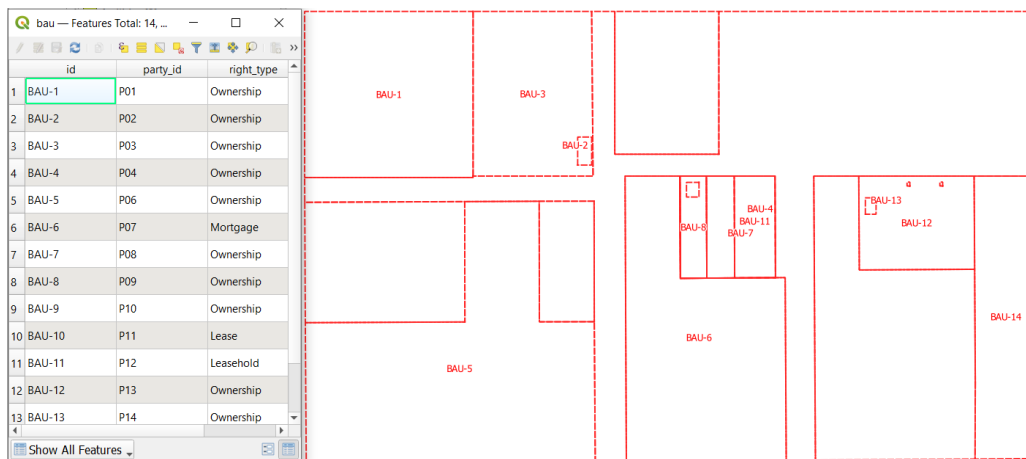 bau — Features Total: 14, ...
id party_id right_type
1 BAU-1 P01 Ownership
2 BAU-2 P02 Ownership
3 BAU-3 P03 Ownership
4 BAU-4 P04 Ownership
5 BAU-5 P06 Ownership
6 BAU-6 P07 Mortgage
7 BAU-7 P08 Ownership
8 BAU-8 P09 Ownership
9 BAU-9 P10 Ownership
10 BAU-10 P11 Lease
11 BAU-11 P12 Leasehold
12 BAU-12 P13 Ownership
13 BAU-13 P14 Ownership
Show All Features
BAU-1
BAU-3
BAU-2
BAU-13
BAU-4
BAU-11
BAU-12
BAU-8
BAU-7
BAU-14
BAU-6
BAU-5